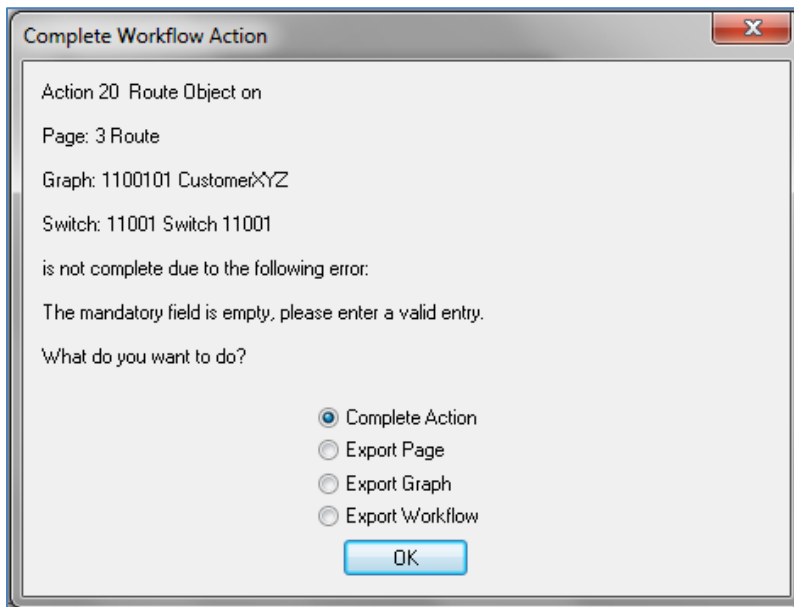 Complete Workflow Action
Action 20 Route Object on
Page: 3 Route
Graph: 1100101 CustomerXYZ
Switch: 11001 Switch 11001
is not complete due to the following error:
The mandatory field is empty, please enter a valid entry.
What do you want to do?
Complete Action
Export Page
Export Graph
Export Workflow
OK